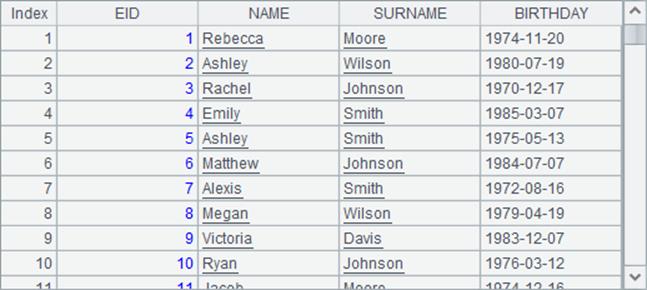 Index EID NAME SURNAME BIRTHDAY
1 1 Rebecca Moore 1974-11-20
2 2 Ashley Wilson 1980-07-19
3 3 Rachel Johnson 1970-12-17
4 4 Emily Smith 1985-03-07
5 5 Ashley Smith 1975-05-13
6 6 Matthew Johnson 1984-07-07
7 7 Alexis Smith 1972-08-16
8 8 Megan Wilson 1979-04-19
9 9 Victoria Davis 1983-12-07
10 10 Ryan Johnson 1976-03-12
11 11 Jacob Moore 1974-12-16